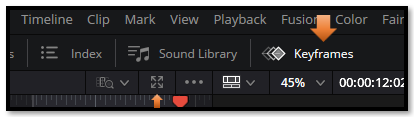 Timeline Clip Mark View Playback Fusion Color Fair
s Index Sound Library Keyframes
45% 00:00:12:02